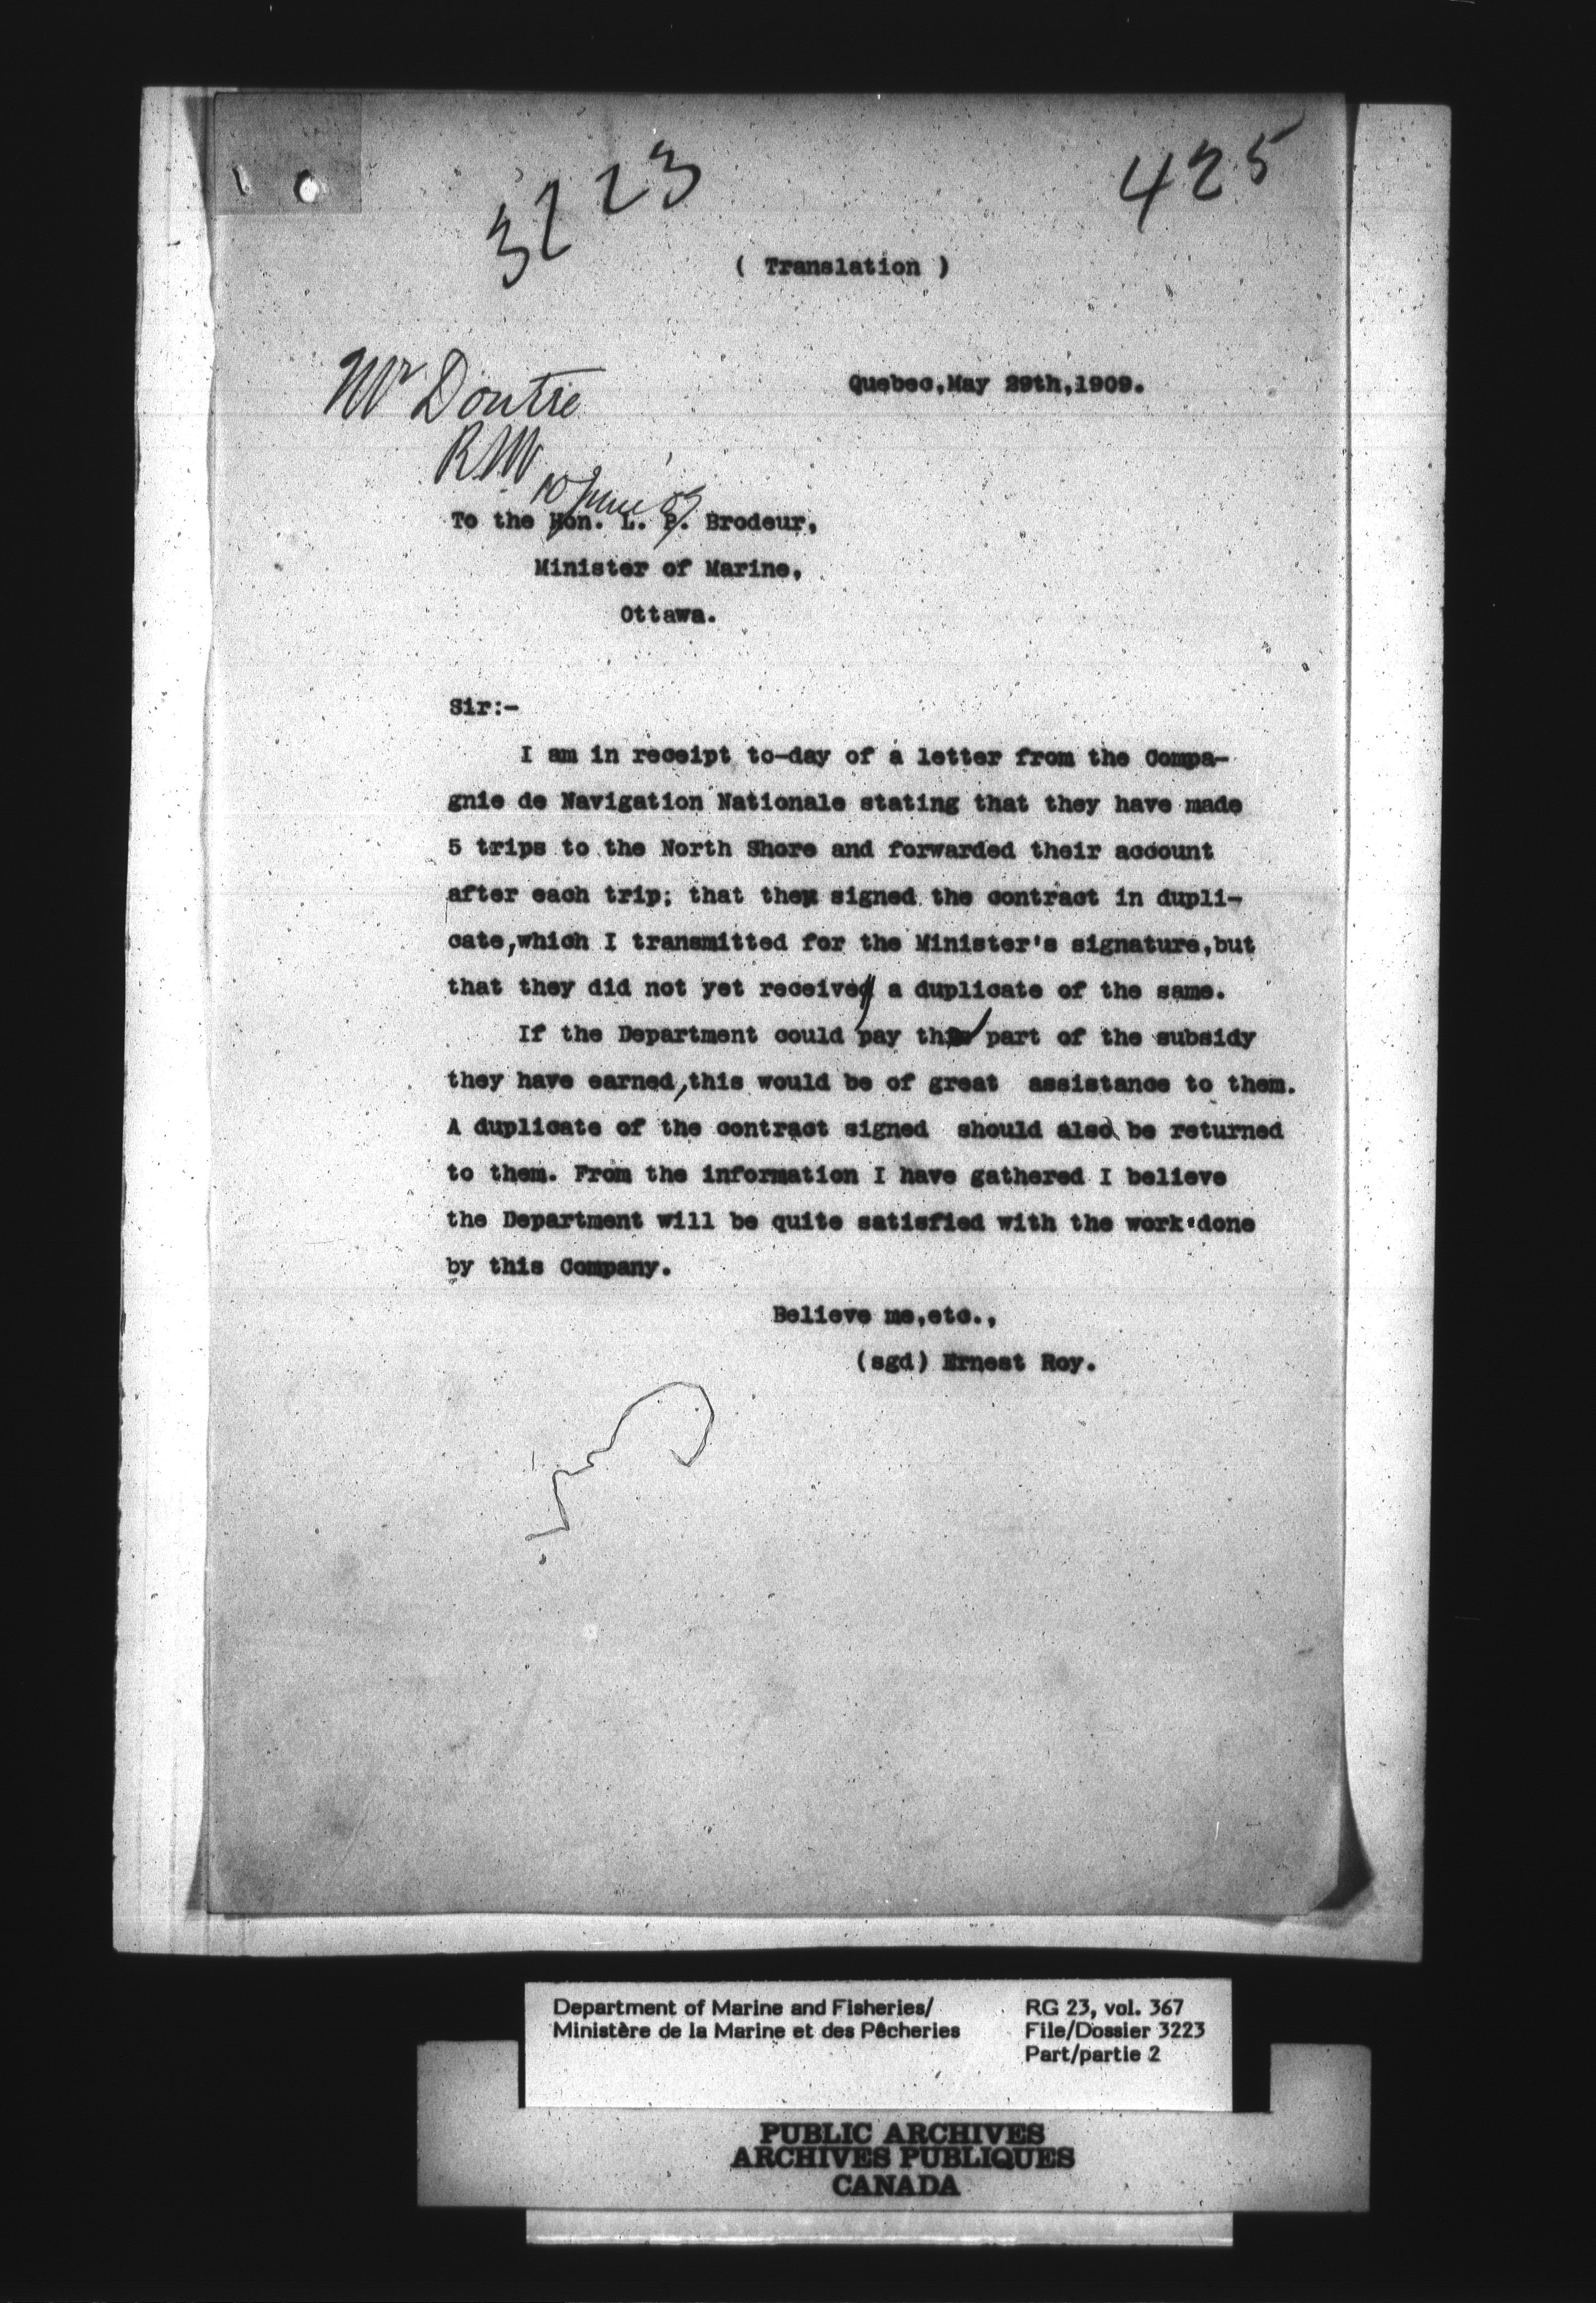 3223
425
( Translation )
Mr Doutre
Quebec,May 29th,1909.
RM
10 June 09
To the Hon. L. P. Brodeur,
Minister of Marine,
Ottawa.
Sir:-
I am in receipt to-day of a letter from the Compa-
gnie de Navigation Nationale stating that they have made
5 trips to the North Shore and forwarded their account
after each trip; that they signed the contract in dupli-
cate,which I transmitted for the Minister's signature,but
that they did not yet receive a duplicate of the same.
If the Department could pay the part of the subsidy
they have earned,this would be of great assistance to them.
A duplicate of the contract signed should also be returned
to them. From the information I have gathered I believe
the Department will be quite satisfied with the work done
by this Company.
Believe me,etc.,
(sgd) Ernest Roy.
Department of Marine and Fisheries/
Ministère de la Marine et des Pêcheries
RG 23, vol. 367
File/Dossier 3223
Part/partie 2
PUBLIC ARCHIVES
ARCHIVES PUBLIQUES
CANADA